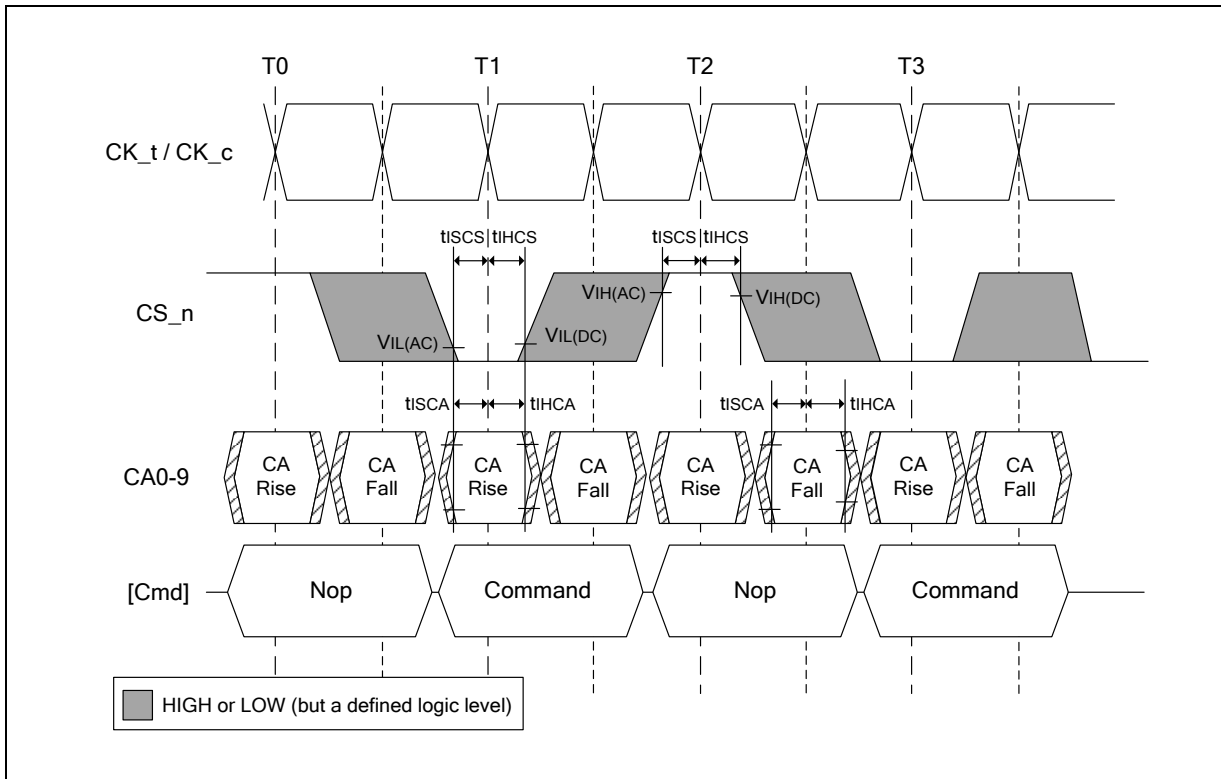 T0 T1 T2 T3
CK_t / CK_c
tISCS tIHCS tISCS tIHCS
CS_n
VIH(AC) VIH(DC)
VIL(AC) VIL(DC)
tISCA tIHCA tISCA tIHCA
CA0-9
CA Rise
CA Fall
CA Rise
CA Fall
CA Rise
CA Fall
CA Rise
CA Fall
[Cmd] Nop Command Nop Command
HIGH or LOW (but a defined logic level)